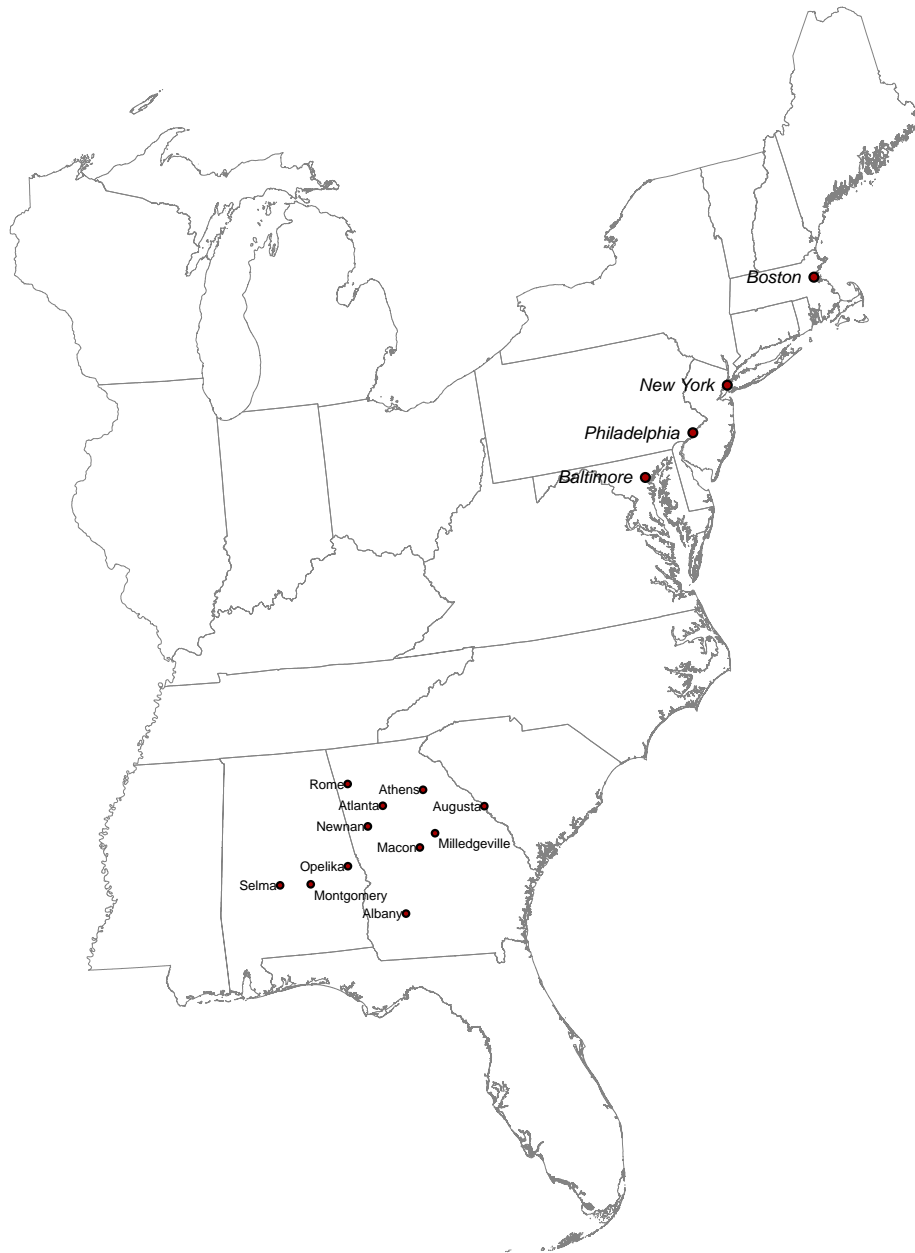 Boston
New York
Philadelphia
Baltimore
Rome
Athens
Atlanta
Augusta
Newnan
Milledgeville
Macon
Opelika
Selma
Montgomery
Albany